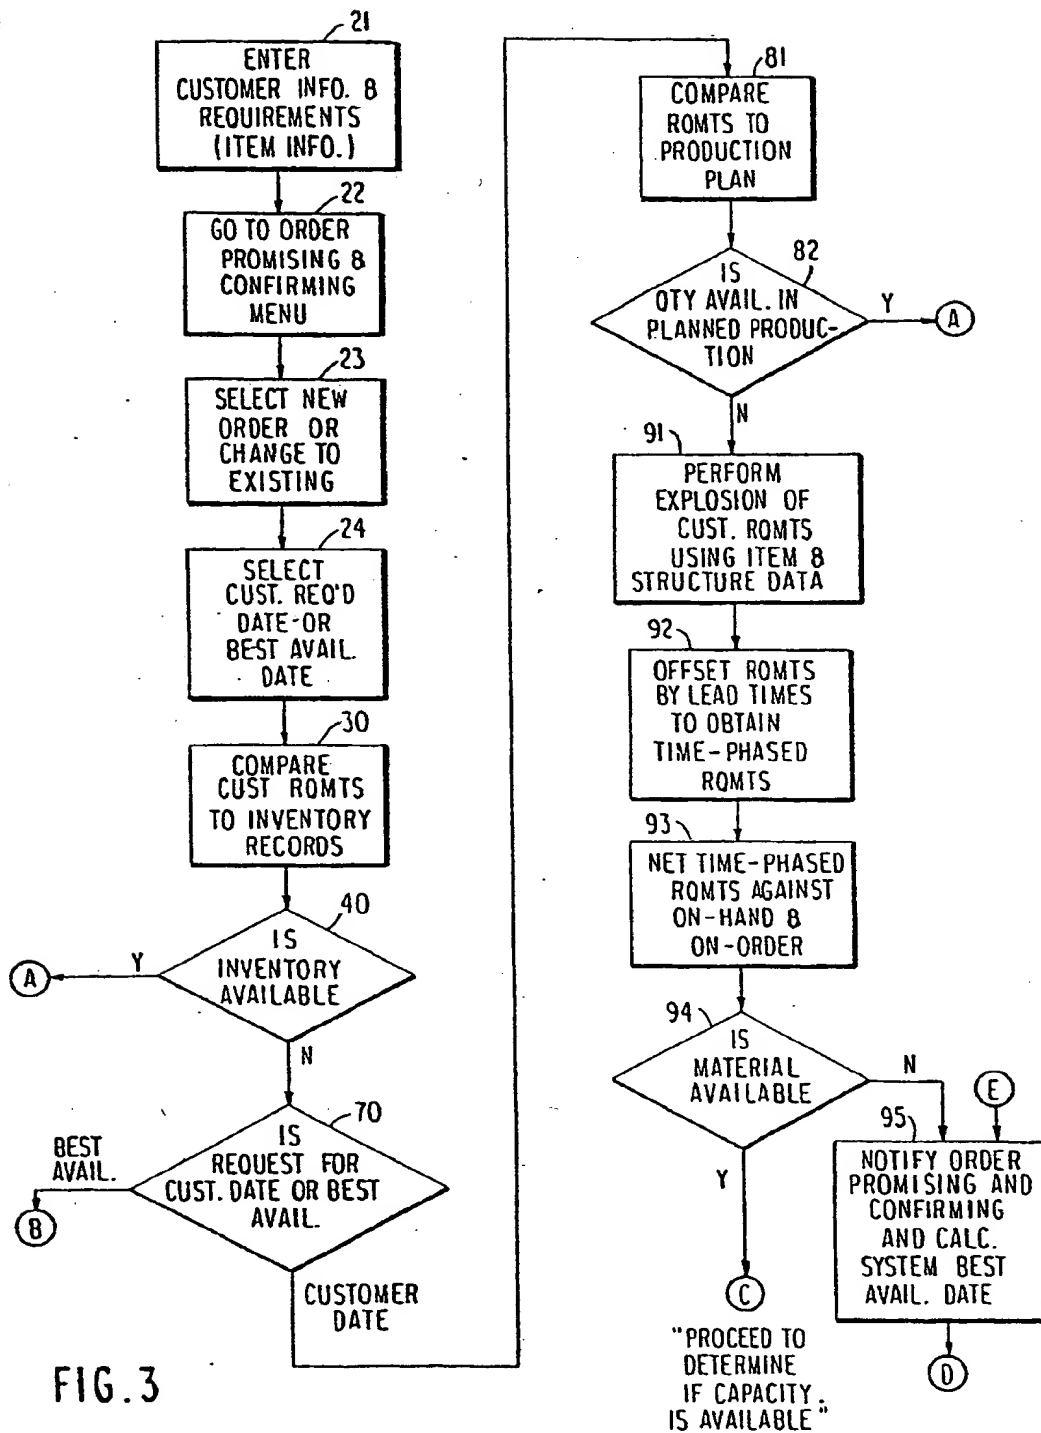 21
ENTER
CUSTOMER INFO. &
REQUIREMENTS
(ITEM INFO.)
22
GO TO ORDER
PROMISING &
CONFIRMING
MENU
23
SELECT NEW
ORDER OR
CHANGE TO
EXISTING
24
SELECT
CUST. REQ'D
DATE-OR
BEST AVAIL.
DATE
30
COMPARE
CUST RQMTS
TO INVENTORY
RECORDS
40
IS
INVENTORY
AVAILABLE
Y
A
N
70
IS
REQUEST FOR
CUST. DATE OR BEST
AVAIL.
BEST
AVAIL.
B
CUSTOMER
DATE
81
COMPARE
RQMTS TO
PRODUCTION
PLAN
82
IS
QTY AVAIL. IN
PLANNED PRODUC-
TION
Y
A
N
91
PERFORM
EXPLOSION OF
CUST. RQMTS
USING ITEM &
STRUCTURE DATA
92
OFFSET RQMTS
BY LEAD TIMES
TO OBTAIN
TIME-PHASED
RQMTS
93
NET TIME-PHASED
RQMTS AGAINST
ON-HAND &
ON-ORDER
94
IS
MATERIAL
AVAILABLE
N
E
Y
95
NOTIFY ORDER
PROMISING AND
CONFIRMING
AND CALC.
SYSTEM BEST
AVAIL. DATE
C
D
"PROCEED TO
DETERMINE
IF CAPACITY.
IS AVAILABLE"
FIG.3